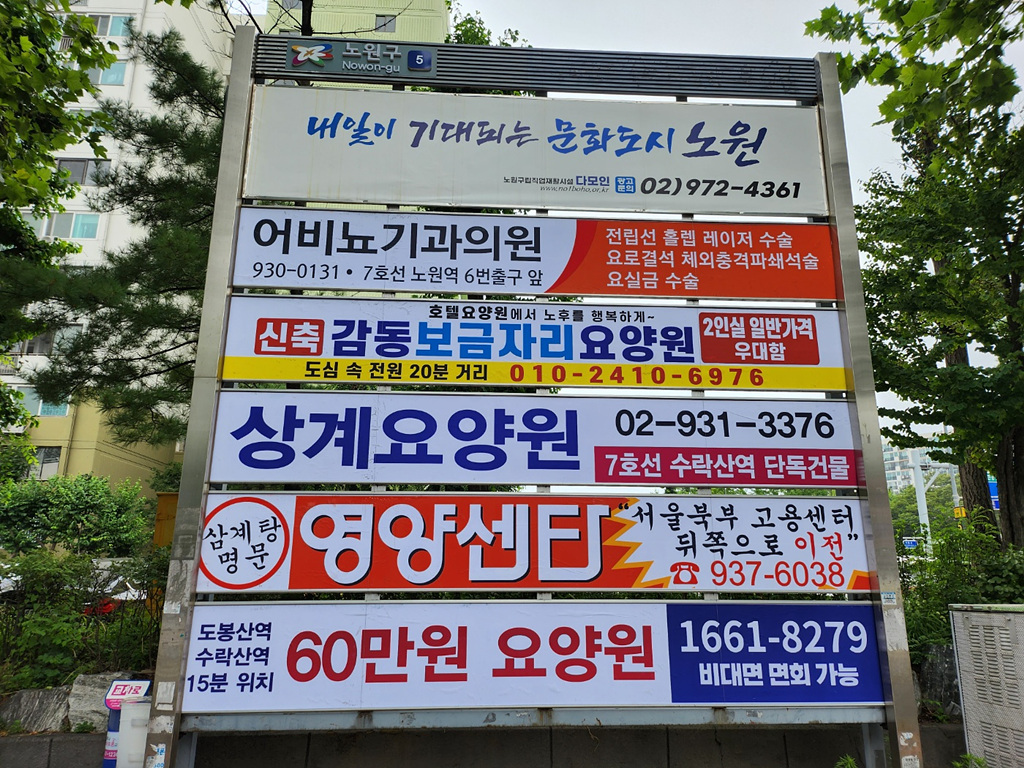 노원구 5
Nowon-gu
내일이 기대되는 문화도시 노원
노원구립직업재활시설 다모인 광고문의 02)972-4361
www.no1boho.or.kr
어비뇨기과의원
930-0131• 7호선 노원역 6번출구 앞
전립선 홀렙 레이저 수술
요로결석 체외충격파쇄석술
요실금 수술
호텔요양원에서 노후를 행복하게~
신축 감동보금자리요양원
2인실 일반가격
우대함
도심 속 전원 20분 거리 010-2410-6976
상계요양원
02-931-3376
7호선 수락산역 단독건물
삼계탕
명문
영양센타
"서울북부 고용센터
뒤쪽으로 이전"
☎ 937-6038
도봉산역
수락산역
15분 위치
60만원 요양원
1661-8279
비대면 면회 가능